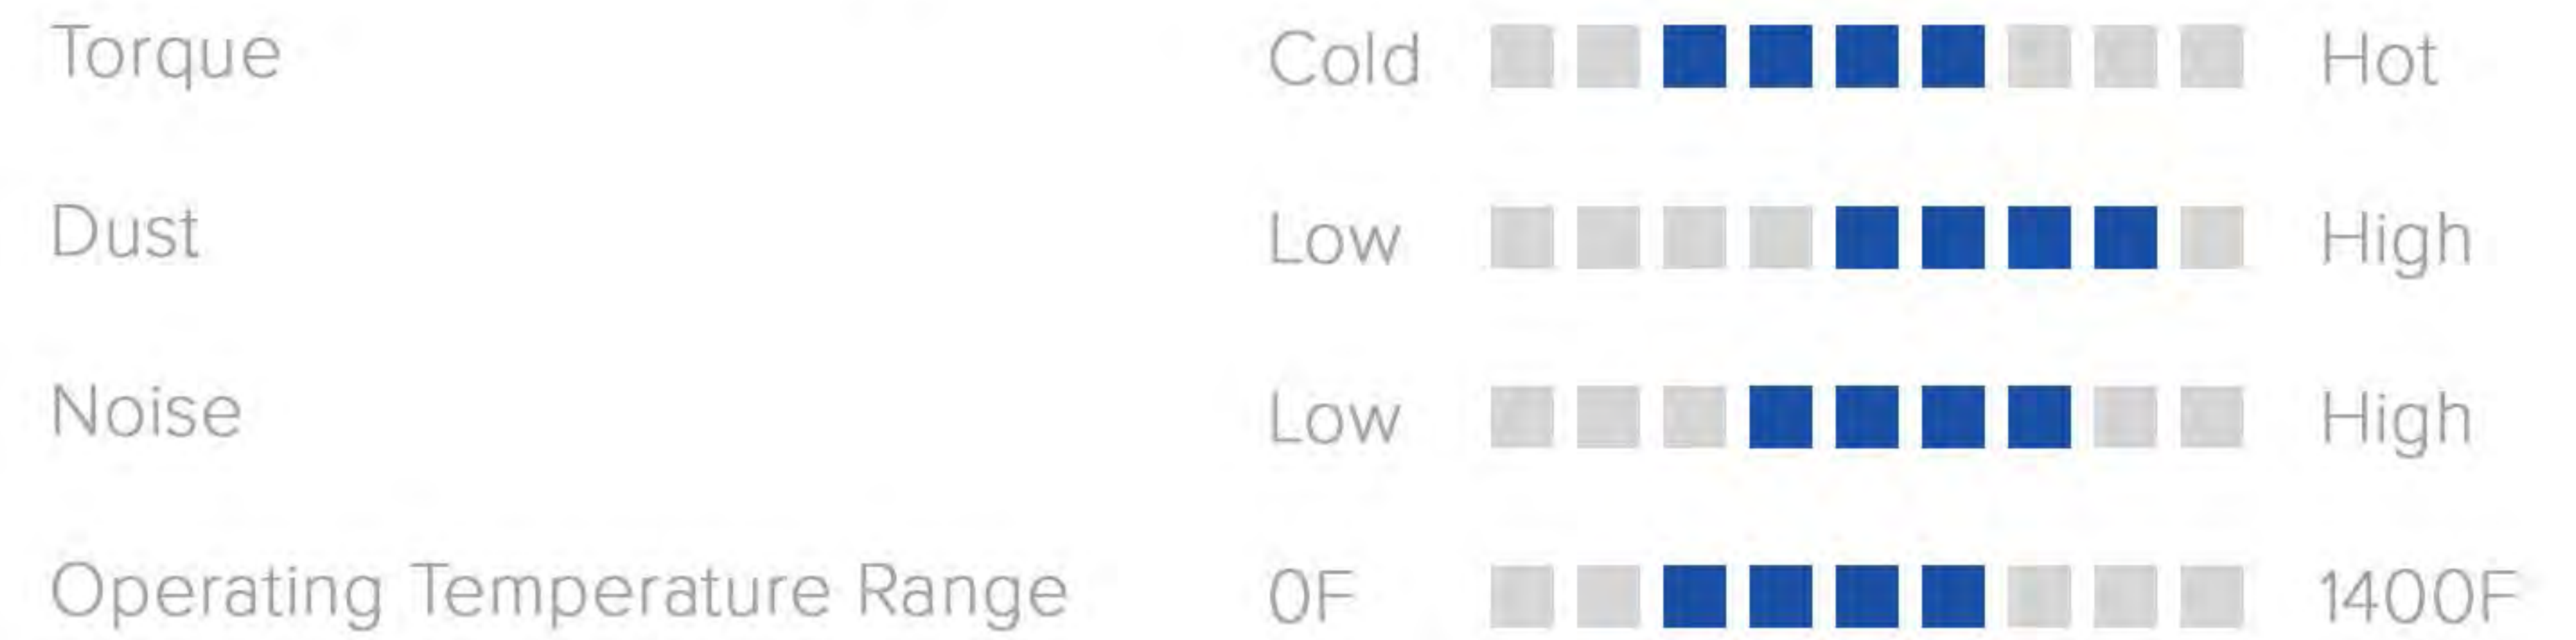 Torque Cold Hot
Dust Low High
Noise Low High
Operating Temperature Range 0F 1400F